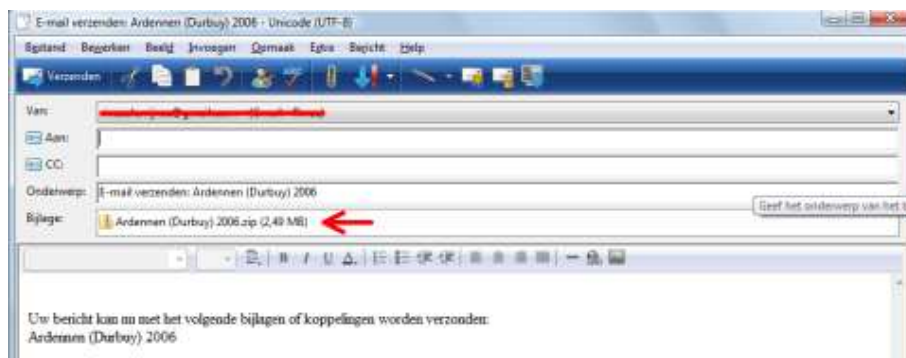 E-mail verzenden: Ardennen (Durbuy) 2006 - Unicode (UTF-8)
Bestand Bewerken Beeld Invoegen Opmaak Extra Bericht Help
Verzenden
Van:
Aan:
CC:
Onderwerp: E-mail verzenden: Ardennen (Durbuy) 2006
Geef het onderwerp van het
Bijlage: Ardennen (Durbuy) 2006.zip (2,49 MB)
B I U A
Uw bericht kan nu met het volgende bijlagen of koppelingen worden verzonden:
Ardennen (Durbuy) 2006